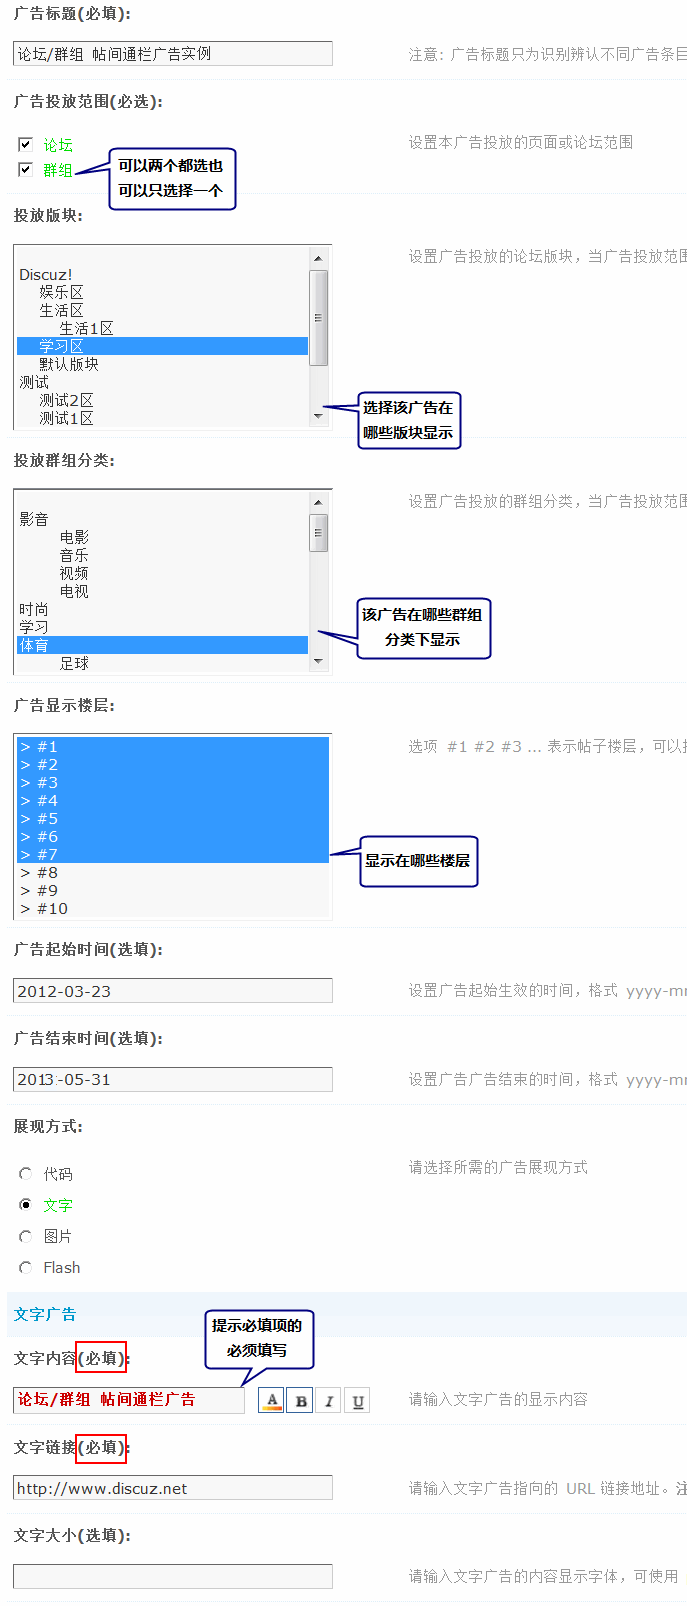 广告标题(必填):
论坛/群组 帖间通栏广告实例
注意: 广告标题只为识别辨认不同广告条目
广告投放范围(必选):
论坛
设置本广告投放的页面或论坛范围
群组
可以两个都选也
可以只选择一个
投放版块:
设置广告投放的论坛版块，当广告投放范围
Discuz!
娱乐区
生活区
生活1区
学习区
默认版块
测试
测试2区
测试1区
选择该广告在
哪些版块显示
投放群组分类:
设置广告投放的群组分类，当广告投放范围
影音
电影
音乐
视频
电视
时尚
学习
体育
足球
该广告在哪些群组
分类下显示
广告显示楼层:
选项 #1 #2 #3 ... 表示帖子楼层，可以按
> #1
> #2
> #3
> #4
> #5
> #6
> #7
> #8
> #9
> #10
显示在哪些楼层
广告起始时间(选填):
2012-03-23
设置广告起始生效的时间，格式 yyyy-mm
广告结束时间(选填):
2013-05-31
设置广告广告结束的时间，格式 yyyy-mm
展现方式:
请选择所需的广告展现方式
代码
文字
图片
Flash
文字广告
提示必填项的
必须填写
文字内容(必填):
论坛/群组 帖间通栏广告
A B I U
请输入文字广告的显示内容
文字链接(必填):
http://www.discuz.net
请输入文字广告指向的 URL 链接地址。注
文字大小(选填):
请输入文字广告的内容显示字体，可使用